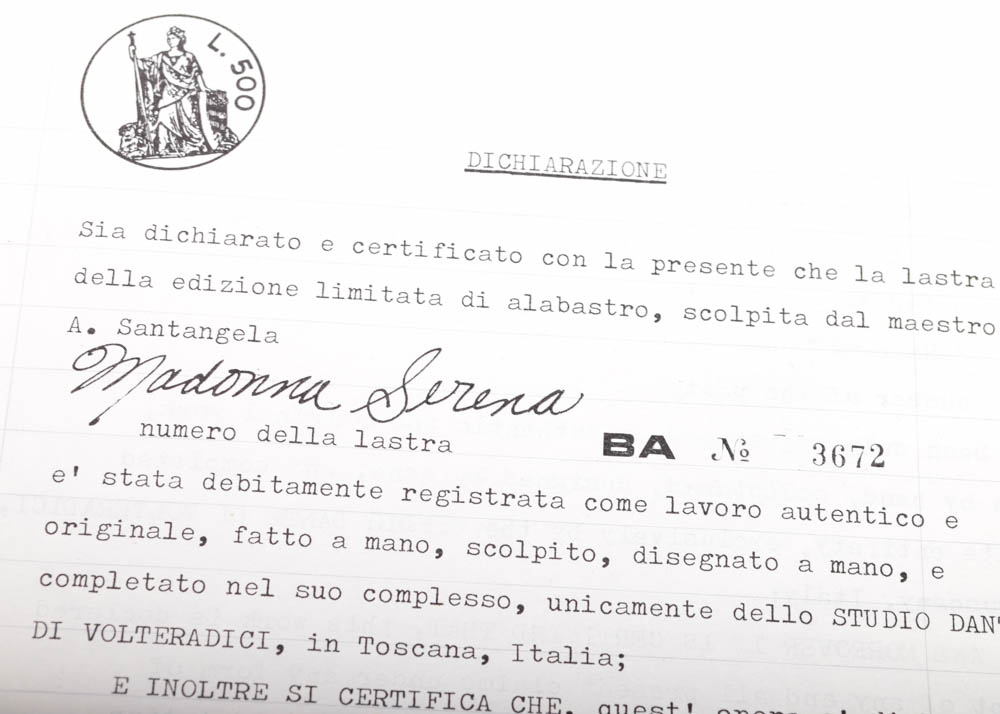 L. 500
DICHIARAZIONE
Sia dichiarato e certificato con la presente che la lastra
della edizione limitata di alabastro, scolpita dal maestro
A. Santangela
Madonna Serena
numero della lastra BA № 3672
e' stata debitamente registrata come lavoro autentico e
originale, fatto a mano, scolpito, disegnato a mano, e
completato nel suo complesso, unicamente dello STUDIO DAN'
DI VOLTERADICI, in Toscana, Italia;
E INOLTRE SI CERTIFICA CHE, quest'